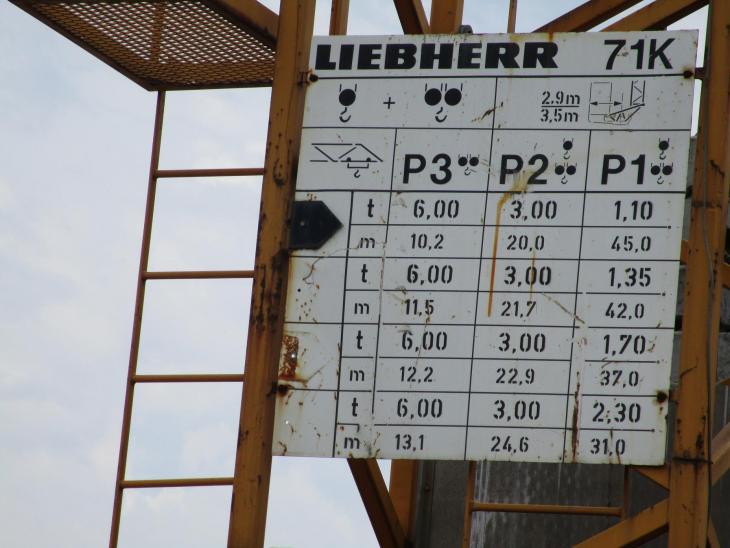 LIEBHERR 71K
+ 2.9m
3,5m
P3 P2 P1
t 6,00 3,00 1,10
m 10,2 20,0 45,0
t 6,00 3,00 1,35
m 11,5 21,7 42,0
t 6,00 3,00 1,70
m 12,2 22,9 37,0
t 6,00 3,00 2,30
m 13,1 24,6 31,0